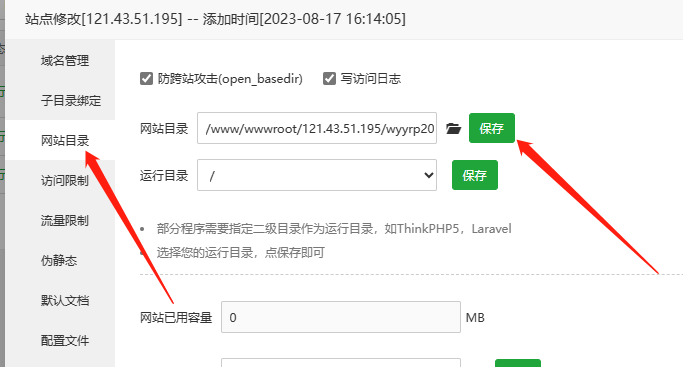 站点修改[121.43.51.195] -- 添加时间[2023-08-17 16:14:05]
域名管理
子目录绑定
网站目录
访问限制
流量限制
伪静态
默认文档
配置文件
防跨站攻击(open_basedir)
写访问日志
网站目录
/www/wwwroot/121.43.51.195/wyyrp20
保存
运行目录
/
保存
部分程序需要指定二级目录作为运行目录，如ThinkPHP5，Laravel
选择您的运行目录，点保存即可
网站已用容量
0
MB